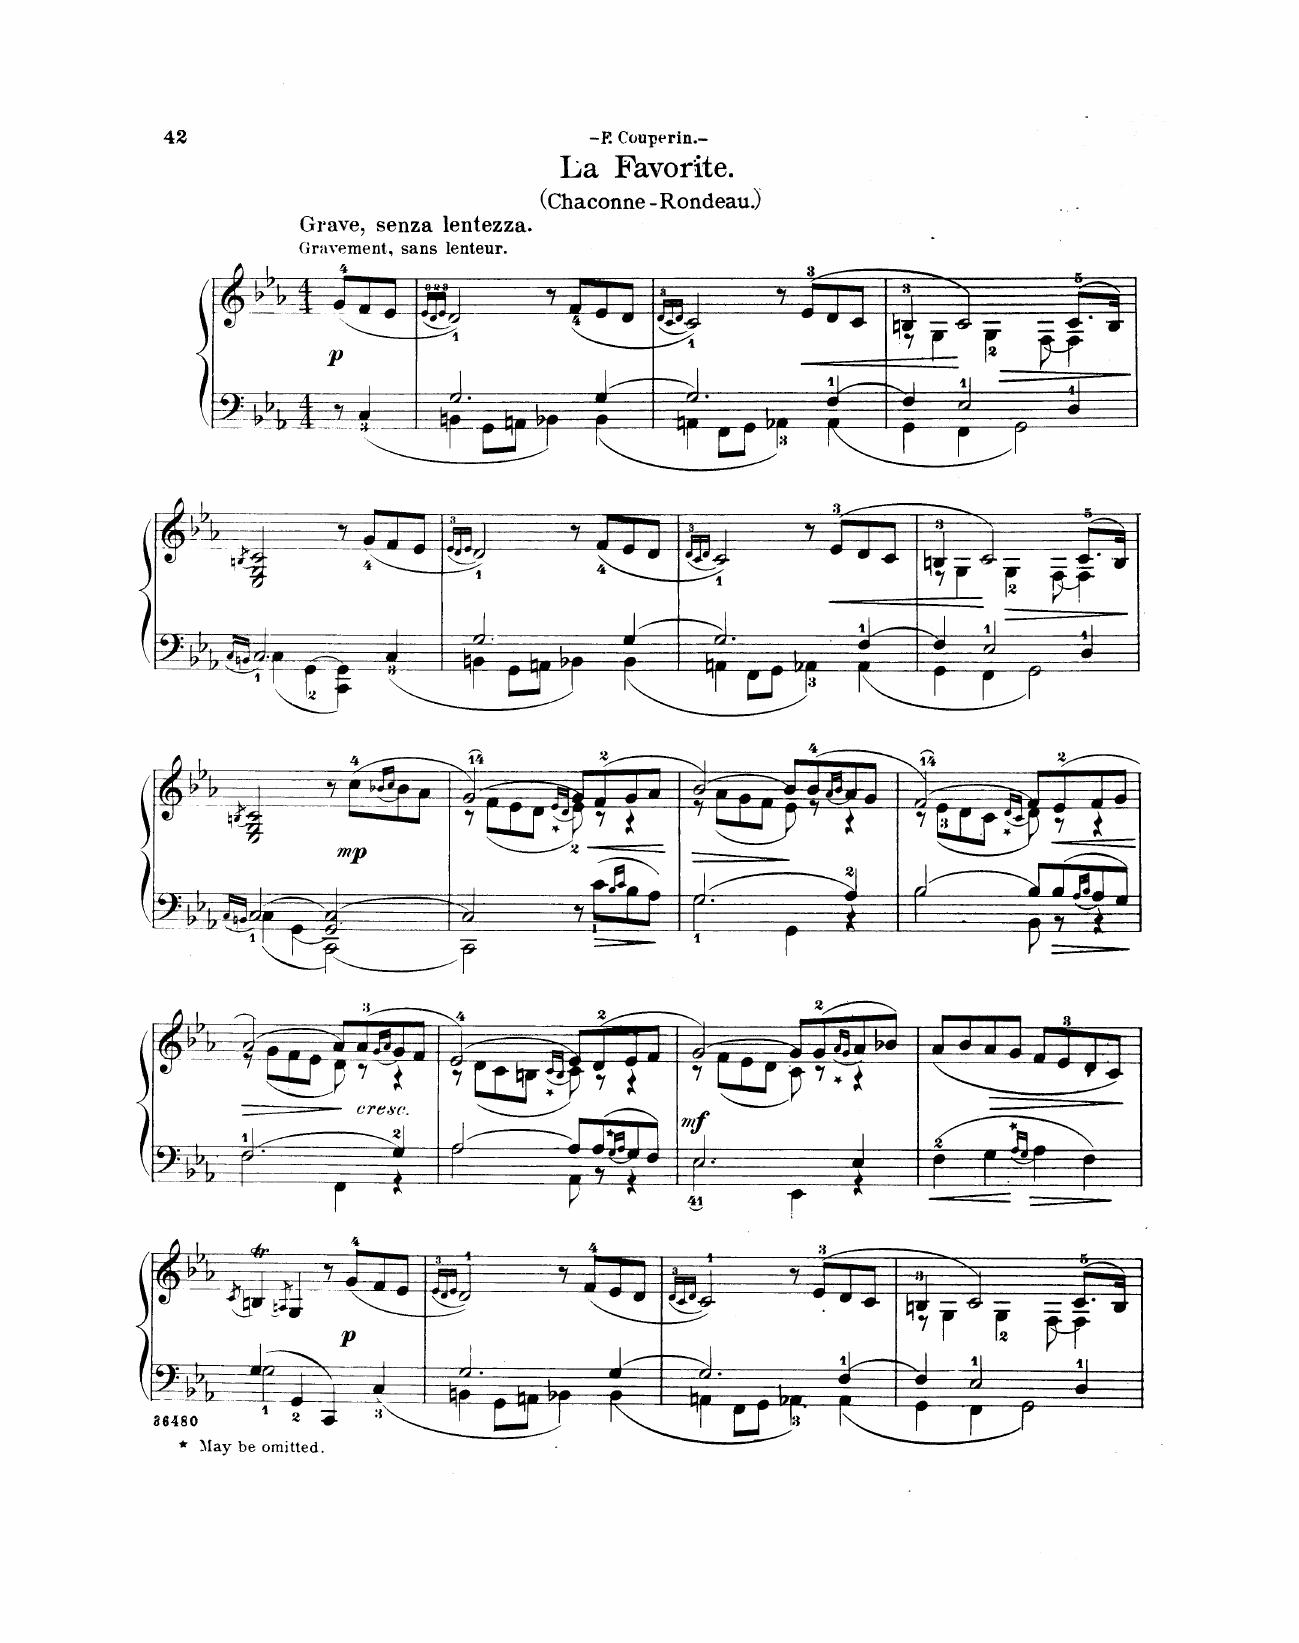 42
–F. Couperin.–
La Favorite.
(Chaconne-Rondeau.)
Grave, senza lentezza.
Gravement, sans lenteur.
p
mp
cresc.
mf
p
36480
* May be omitted.